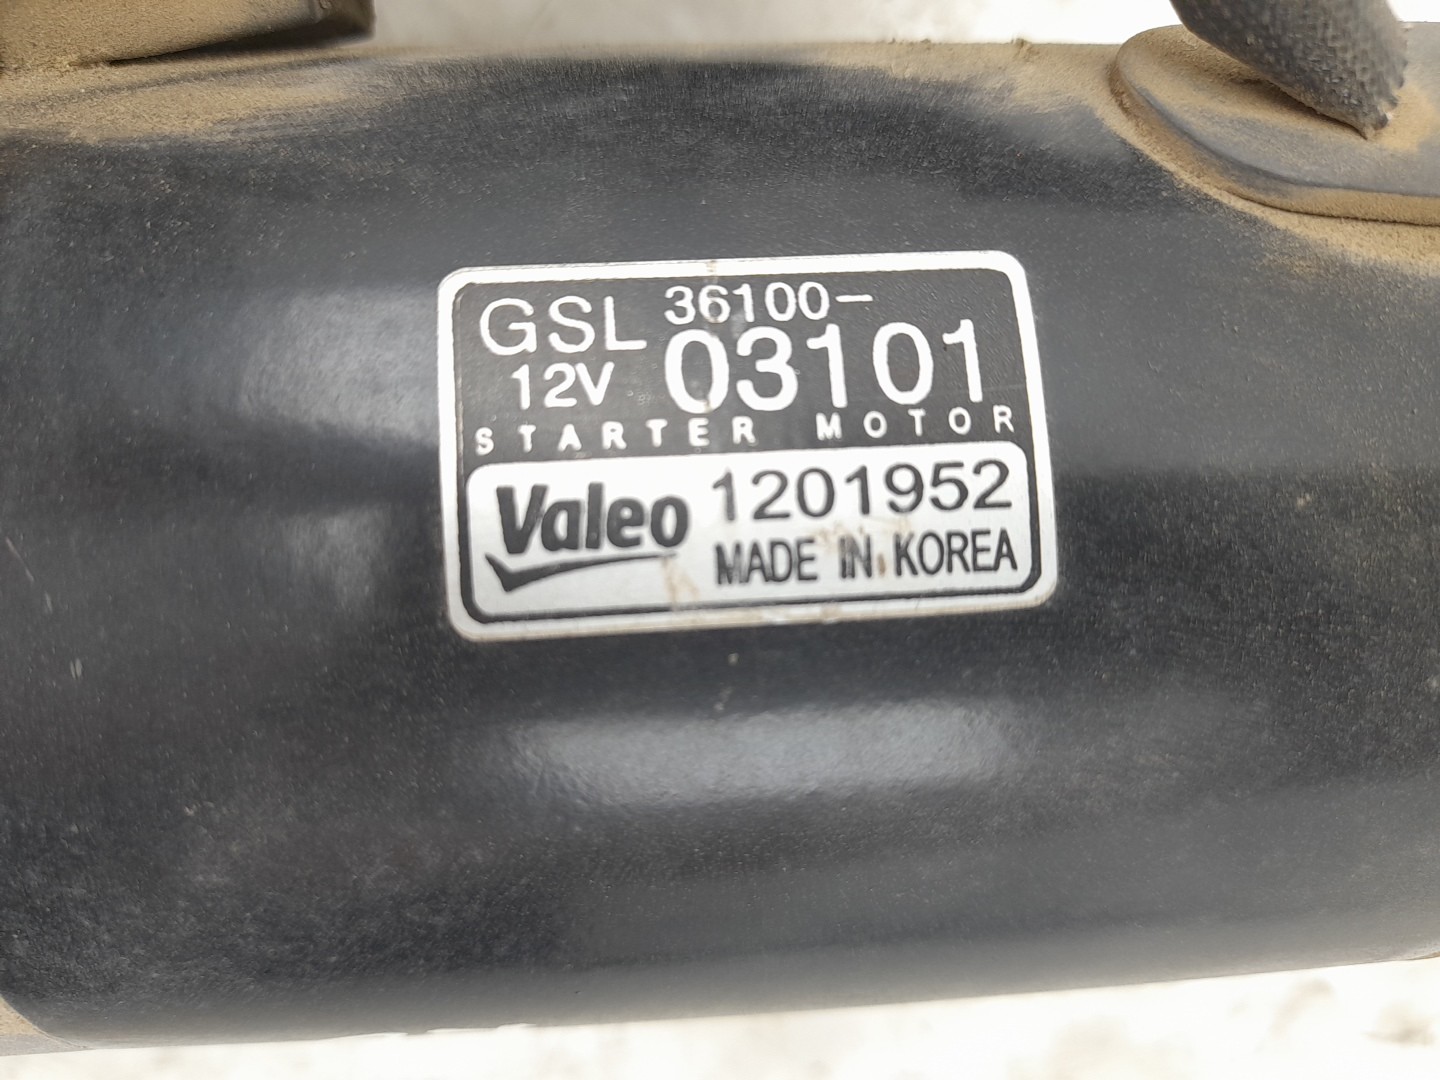 GSL 36100-
12V 03101
STARTER MOTOR
Valeo 1201952
MADE IN KOREA